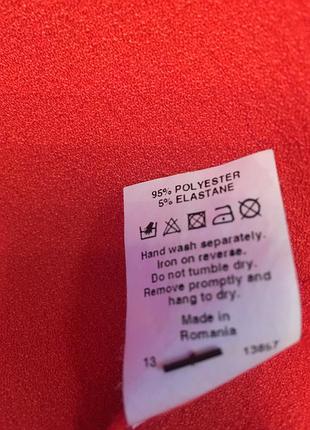 95% POLYESTER
5% ELASTANE
Hand wash separately.
Iron on reverse.
Do not tumble dry.
Remove promptly and
hang to dry.
Made in
Romania
13 13867